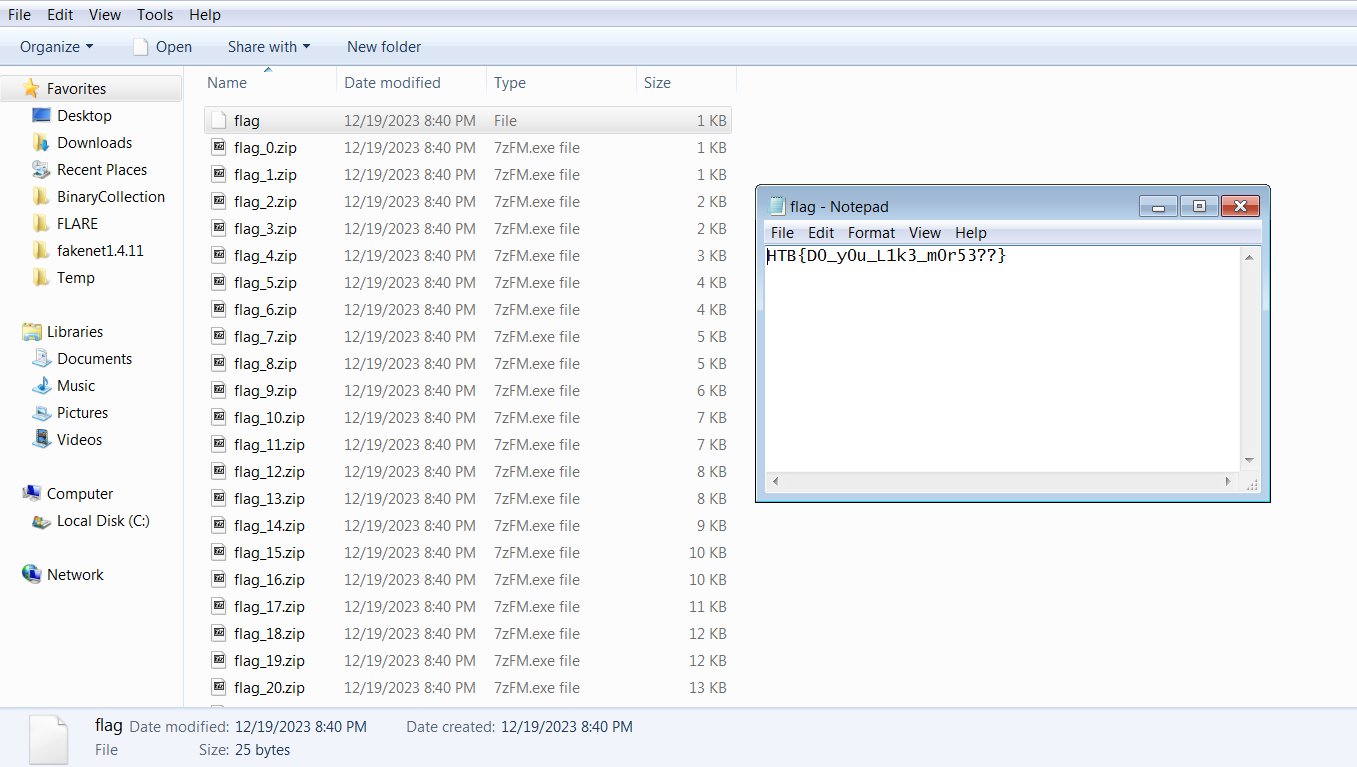 File Edit View Tools Help
Organize Open Share with New folder
Name Date modified Type Size
Favorites
Desktop
Downloads
Recent Places
BinaryCollection
FLARE
fakenet1.4.11
Temp
Libraries
Documents
Music
Pictures
Videos
Computer
Local Disk (C:)
Network
flag 12/19/2023 8:40 PM File 1 KB
flag_0.zip 12/19/2023 8:40 PM 7zFM.exe file 1 KB
flag_1.zip 12/19/2023 8:40 PM 7zFM.exe file 1 KB
flag_2.zip 12/19/2023 8:40 PM 7zFM.exe file 2 KB
flag_3.zip 12/19/2023 8:40 PM 7zFM.exe file 2 KB
flag_4.zip 12/19/2023 8:40 PM 7zFM.exe file 3 KB
flag_5.zip 12/19/2023 8:40 PM 7zFM.exe file 4 KB
flag_6.zip 12/19/2023 8:40 PM 7zFM.exe file 4 KB
flag_7.zip 12/19/2023 8:40 PM 7zFM.exe file 5 KB
flag_8.zip 12/19/2023 8:40 PM 7zFM.exe file 5 KB
flag_9.zip 12/19/2023 8:40 PM 7zFM.exe file 6 KB
flag_10.zip 12/19/2023 8:40 PM 7zFM.exe file 7 KB
flag_11.zip 12/19/2023 8:40 PM 7zFM.exe file 7 KB
flag_12.zip 12/19/2023 8:40 PM 7zFM.exe file 8 KB
flag_13.zip 12/19/2023 8:40 PM 7zFM.exe file 8 KB
flag_14.zip 12/19/2023 8:40 PM 7zFM.exe file 9 KB
flag_15.zip 12/19/2023 8:40 PM 7zFM.exe file 10 KB
flag_16.zip 12/19/2023 8:40 PM 7zFM.exe file 10 KB
flag_17.zip 12/19/2023 8:40 PM 7zFM.exe file 11 KB
flag_18.zip 12/19/2023 8:40 PM 7zFM.exe file 12 KB
flag_19.zip 12/19/2023 8:40 PM 7zFM.exe file 12 KB
flag_20.zip 12/19/2023 8:40 PM 7zFM.exe file 13 KB
flag - Notepad
File Edit Format View Help
HTB{D0_y0u_L1k3_m0r53??}
flag Date modified: 12/19/2023 8:40 PM Date created: 12/19/2023 8:40 PM
File Size: 25 bytes